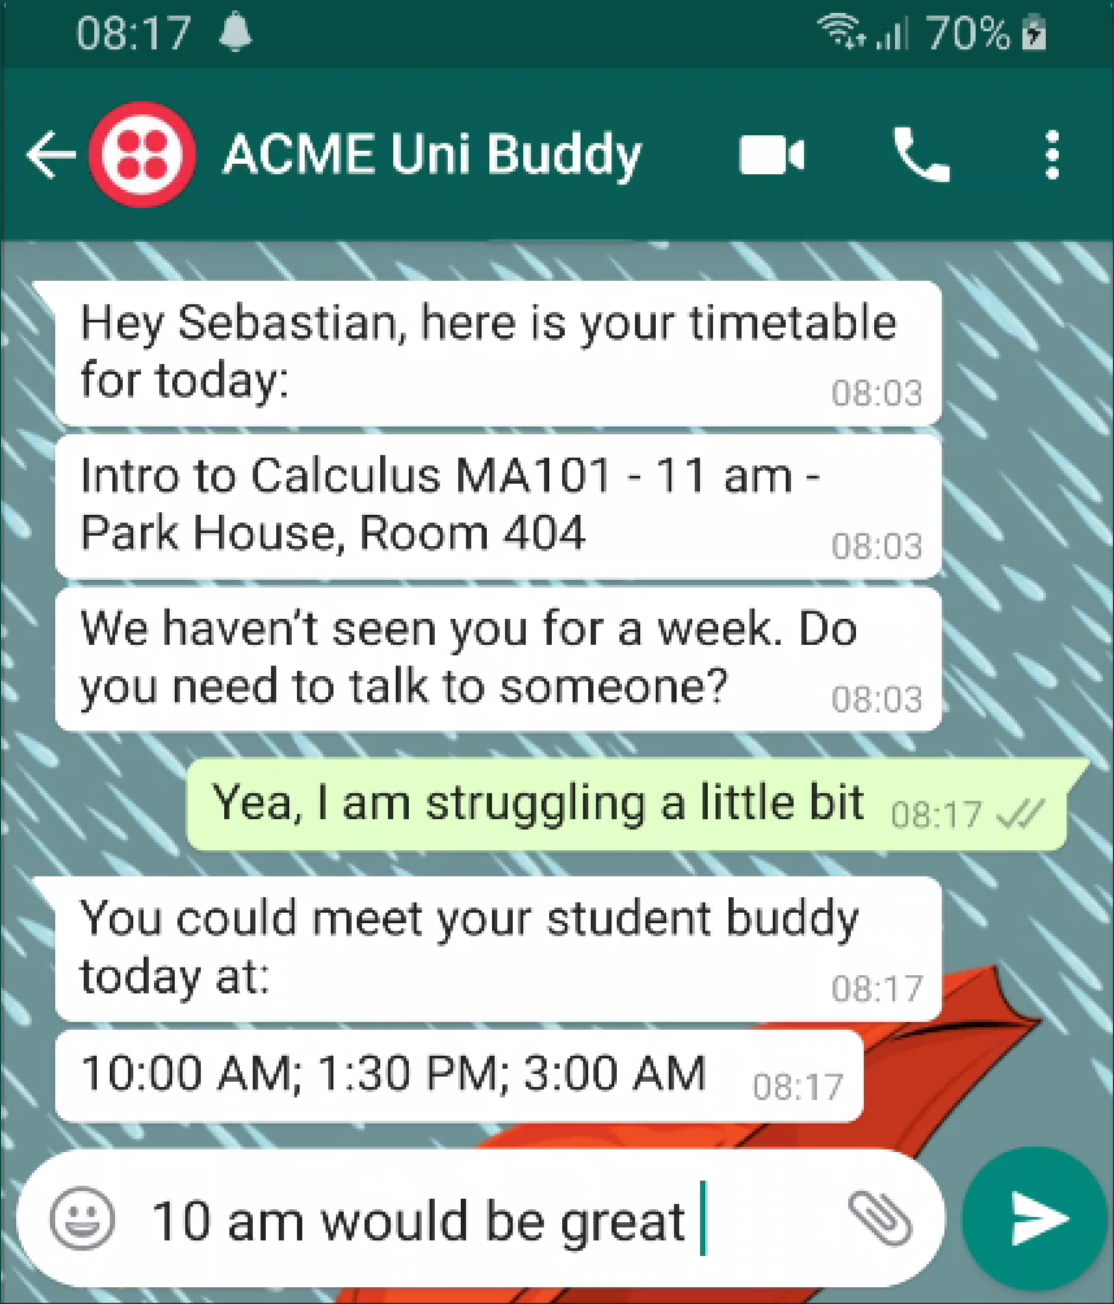 08:17 70%
ACME Uni Buddy
Hey Sebastian, here is your timetable
for today: 08:03
Intro to Calculus MA101 - 11 am -
Park House, Room 404 08:03
We haven’t seen you for a week. Do
you need to talk to someone? 08:03
Yea, I am struggling a little bit 08:17
You could meet your student buddy
today at: 08:17
10:00 AM; 1:30 PM; 3:00 AM 08:17
10 am would be great